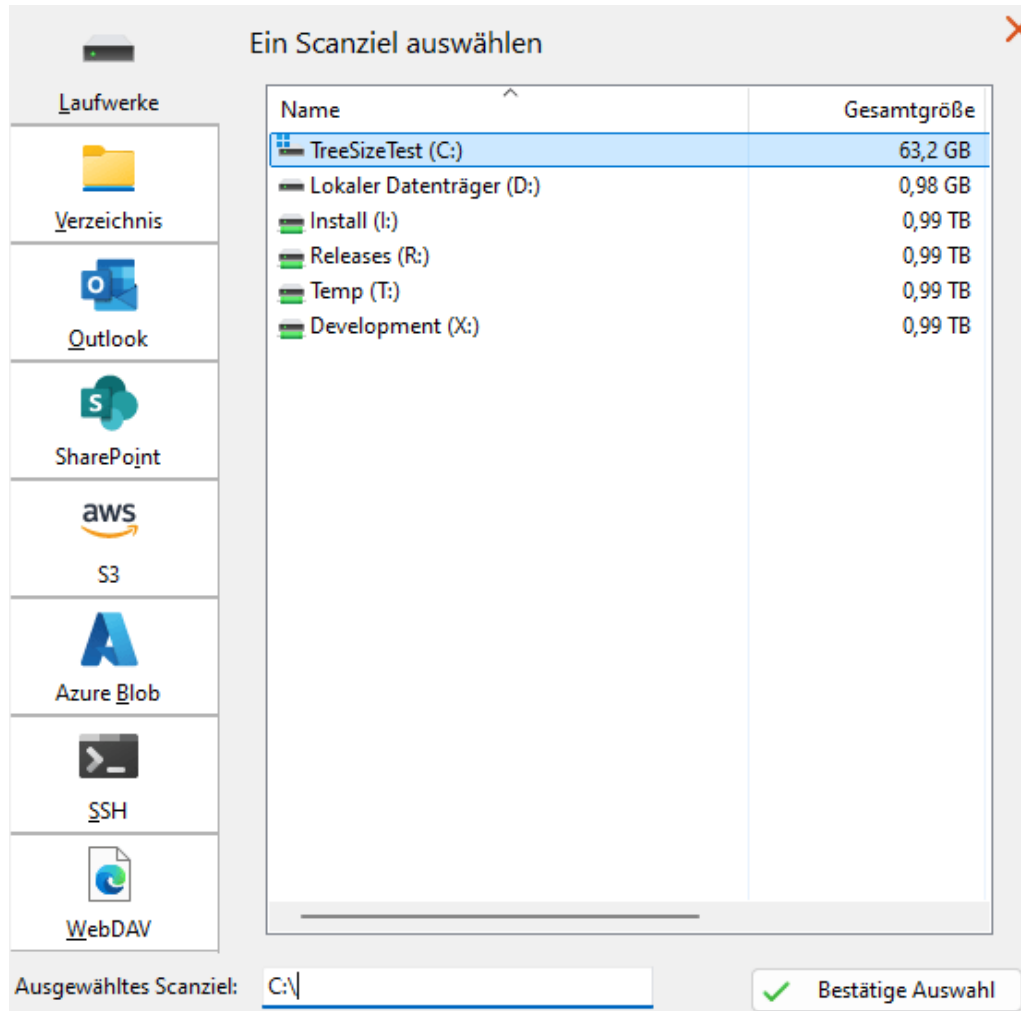 Ein Scanziel auswählen
Laufwerke
Verzeichnis
Outlook
SharePoint
aws
S3
Azure Blob
SSH
WebDAV
Name Gesamtgröße
TreeSizeTest (C:) 63,2 GB
Lokaler Datenträger (D:) 0,98 GB
Install (I:) 0,99 TB
Releases (R:) 0,99 TB
Temp (T:) 0,99 TB
Development (X:) 0,99 TB
Ausgewähltes Scanziel: C:\
Bestätige Auswahl